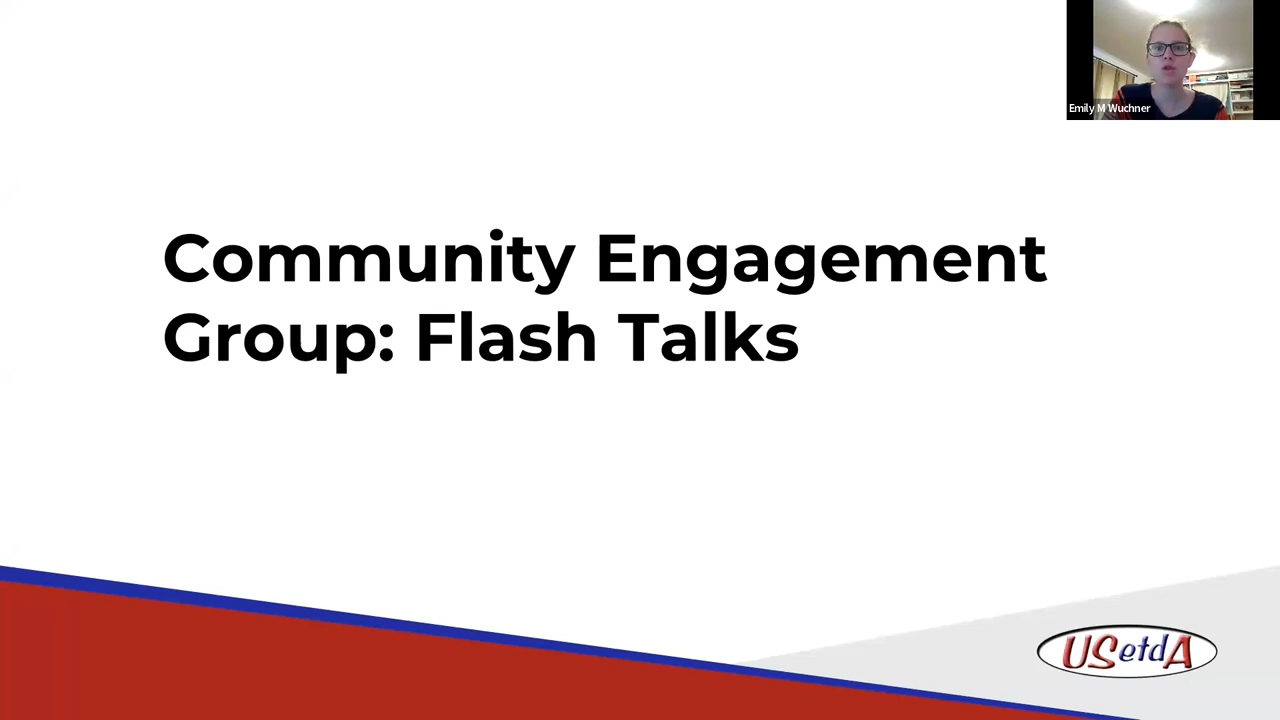 Emily M Wuchner
Community Engagement
Group: Flash Talks
USetdA